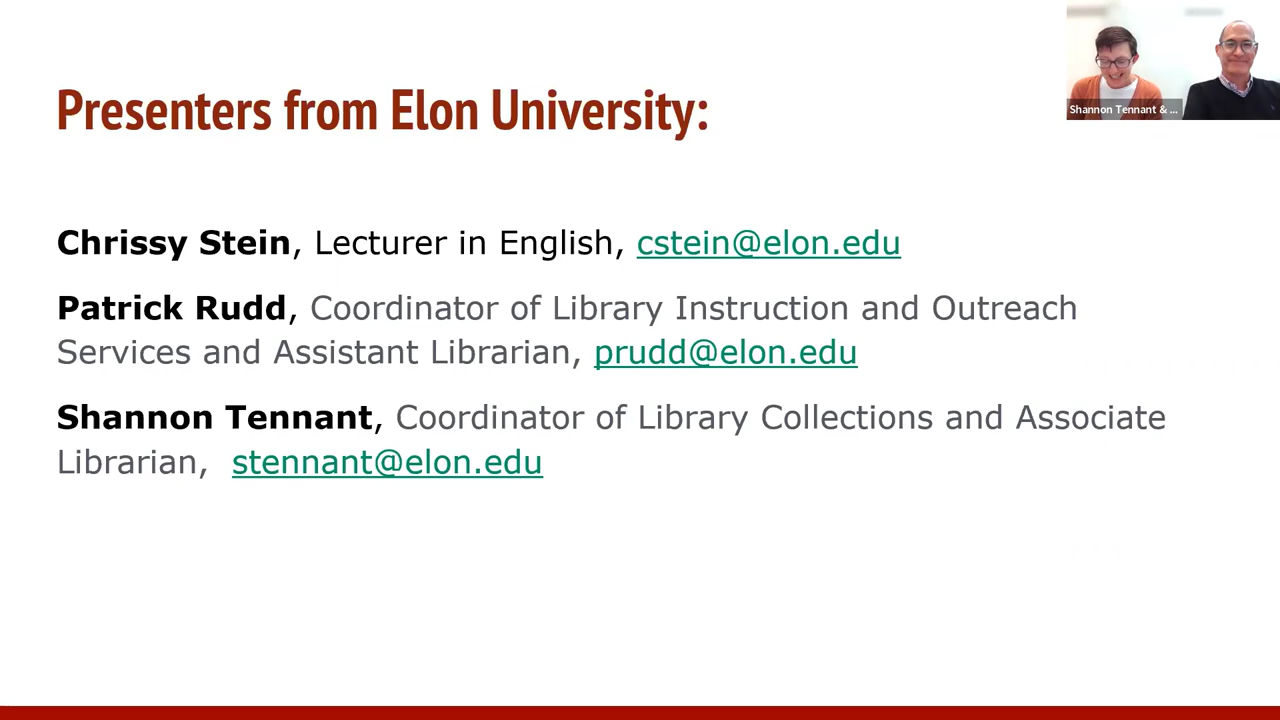 Presenters from Elon University:
Shannon Tennant & ...
Chrissy Stein, Lecturer in English, cstein@elon.edu
Patrick Rudd, Coordinator of Library Instruction and Outreach
Services and Assistant Librarian, prudd@elon.edu
Shannon Tennant, Coordinator of Library Collections and Associate
Librarian, stennant@elon.edu